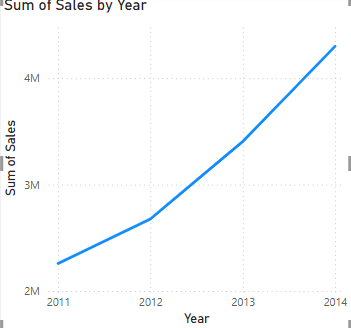 Sum of Sales by Year
4M
3M
2M
Sum of Sales
2011 2012 2013 2014
Year